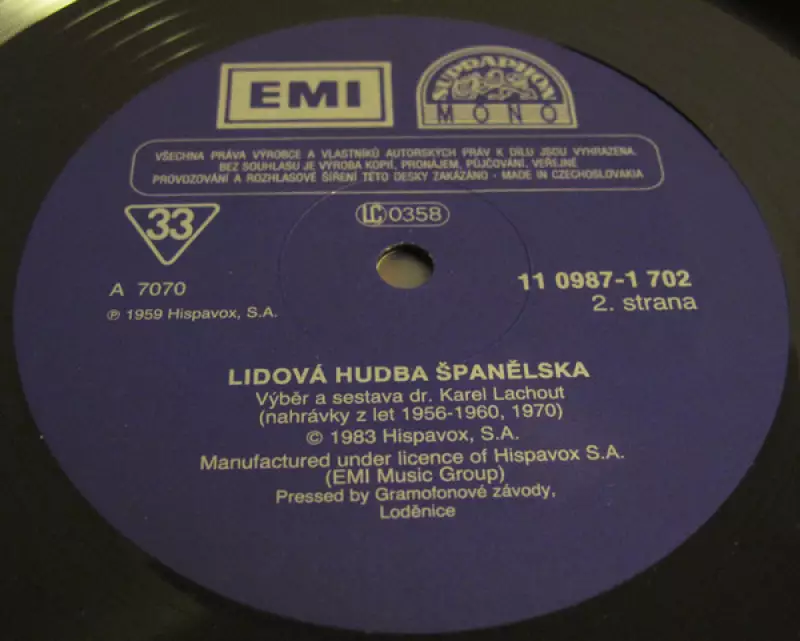 EMI
SUPRAPHON
MONO
VŠECHNA PRÁVA VÝROBCE A VLASTNÍKŮ AUTORSKÝCH PRÁV K DÍLU JSOU VYHRAZENA.
BEZ SOUHLASU JE VÝROBA KOPIÍ, PRONÁJEM, PŮJČOVÁNÍ, VEŘEJNÉ
PROVOZOVÁNÍ A ROZHLASOVÉ ŠÍŘENÍ TÉTO DESKY ZAKÁZÁNO - MADE IN CZECHOSLOVAKIA
33
LC 0358
A 7070
℗ 1959 Hispavox, S.A.
11 0987-1 702
2. strana
LIDOVÁ HUDBA ŠPANĚLSKA
Výběr a sestava dr. Karel Lachout
(nahrávky z let 1956-1960, 1970)
© 1983 Hispavox, S.A.
Manufactured under licence of Hispavox S.A.
(EMI Music Group)
Pressed by Gramofonové závody,
Loděnice